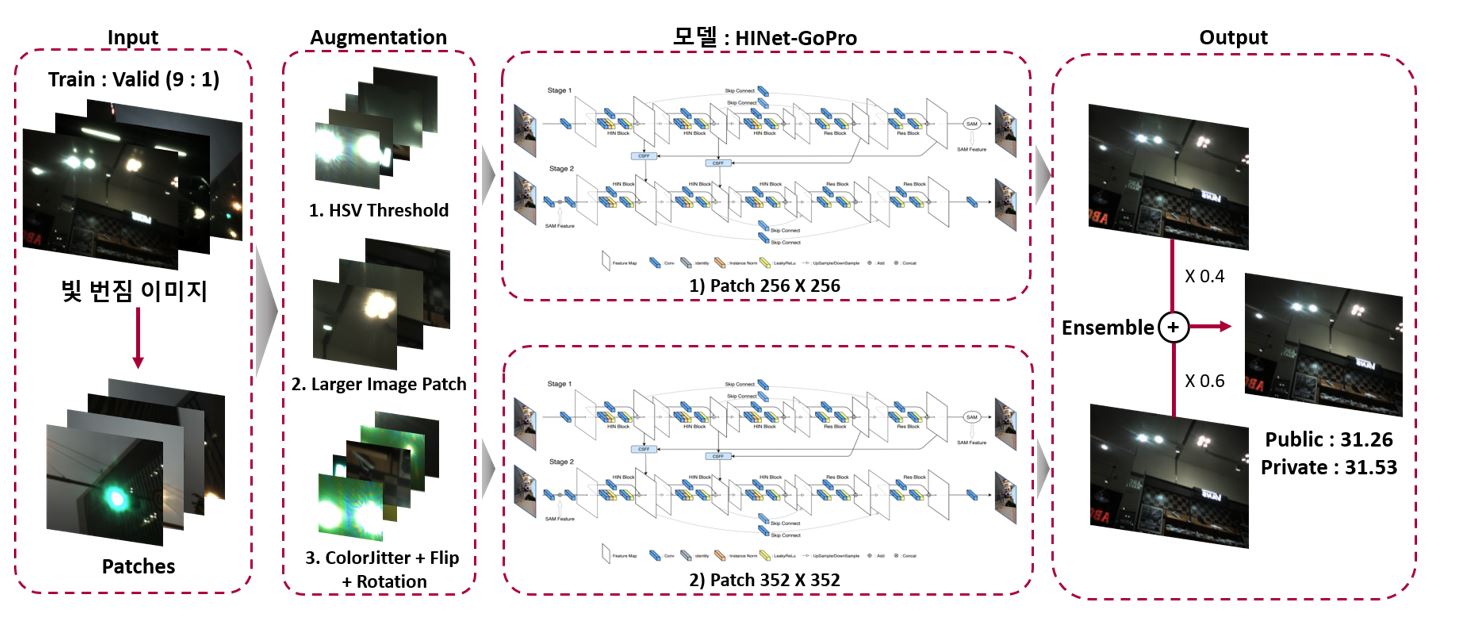 Input
Train : Valid (9 : 1)
빛 번짐 이미지
Patches
Augmentation
1. HSV Threshold
2. Larger Image Patch
3. ColorJitter + Flip
+ Rotation
모델 : HINet-GoPro
Stage 1
Skip Connect
Skip Connect
HIN Block
HIN Block
HIN Block
Res Block
Res Block
SAM
SAM Feature
CSFF
CSFF
Stage 2
HIN Block
HIN Block
HIN Block
Res Block
Res Block
SAM Feature
Skip Connect
Skip Connect
Feature Map
Conv
Identity
Instance Norm
LeakyReLu
UpSample/DownSample
Add
Concat
1) Patch 256 X 256
Stage 1
Skip Connect
Skip Connect
HIN Block
HIN Block
HIN Block
Res Block
Res Block
SAM
SAM Feature
CSFF
CSFF
Stage 2
HIN Block
HIN Block
HIN Block
Res Block
Res Block
SAM Feature
Skip Connect
Skip Connect
Feature Map
Conv
Identity
Instance Norm
LeakyReLu
UpSample/DownSample
Add
Concat
2) Patch 352 X 352
Output
X 0.4
Ensemble +
X 0.6
Public : 31.26
Private : 31.53